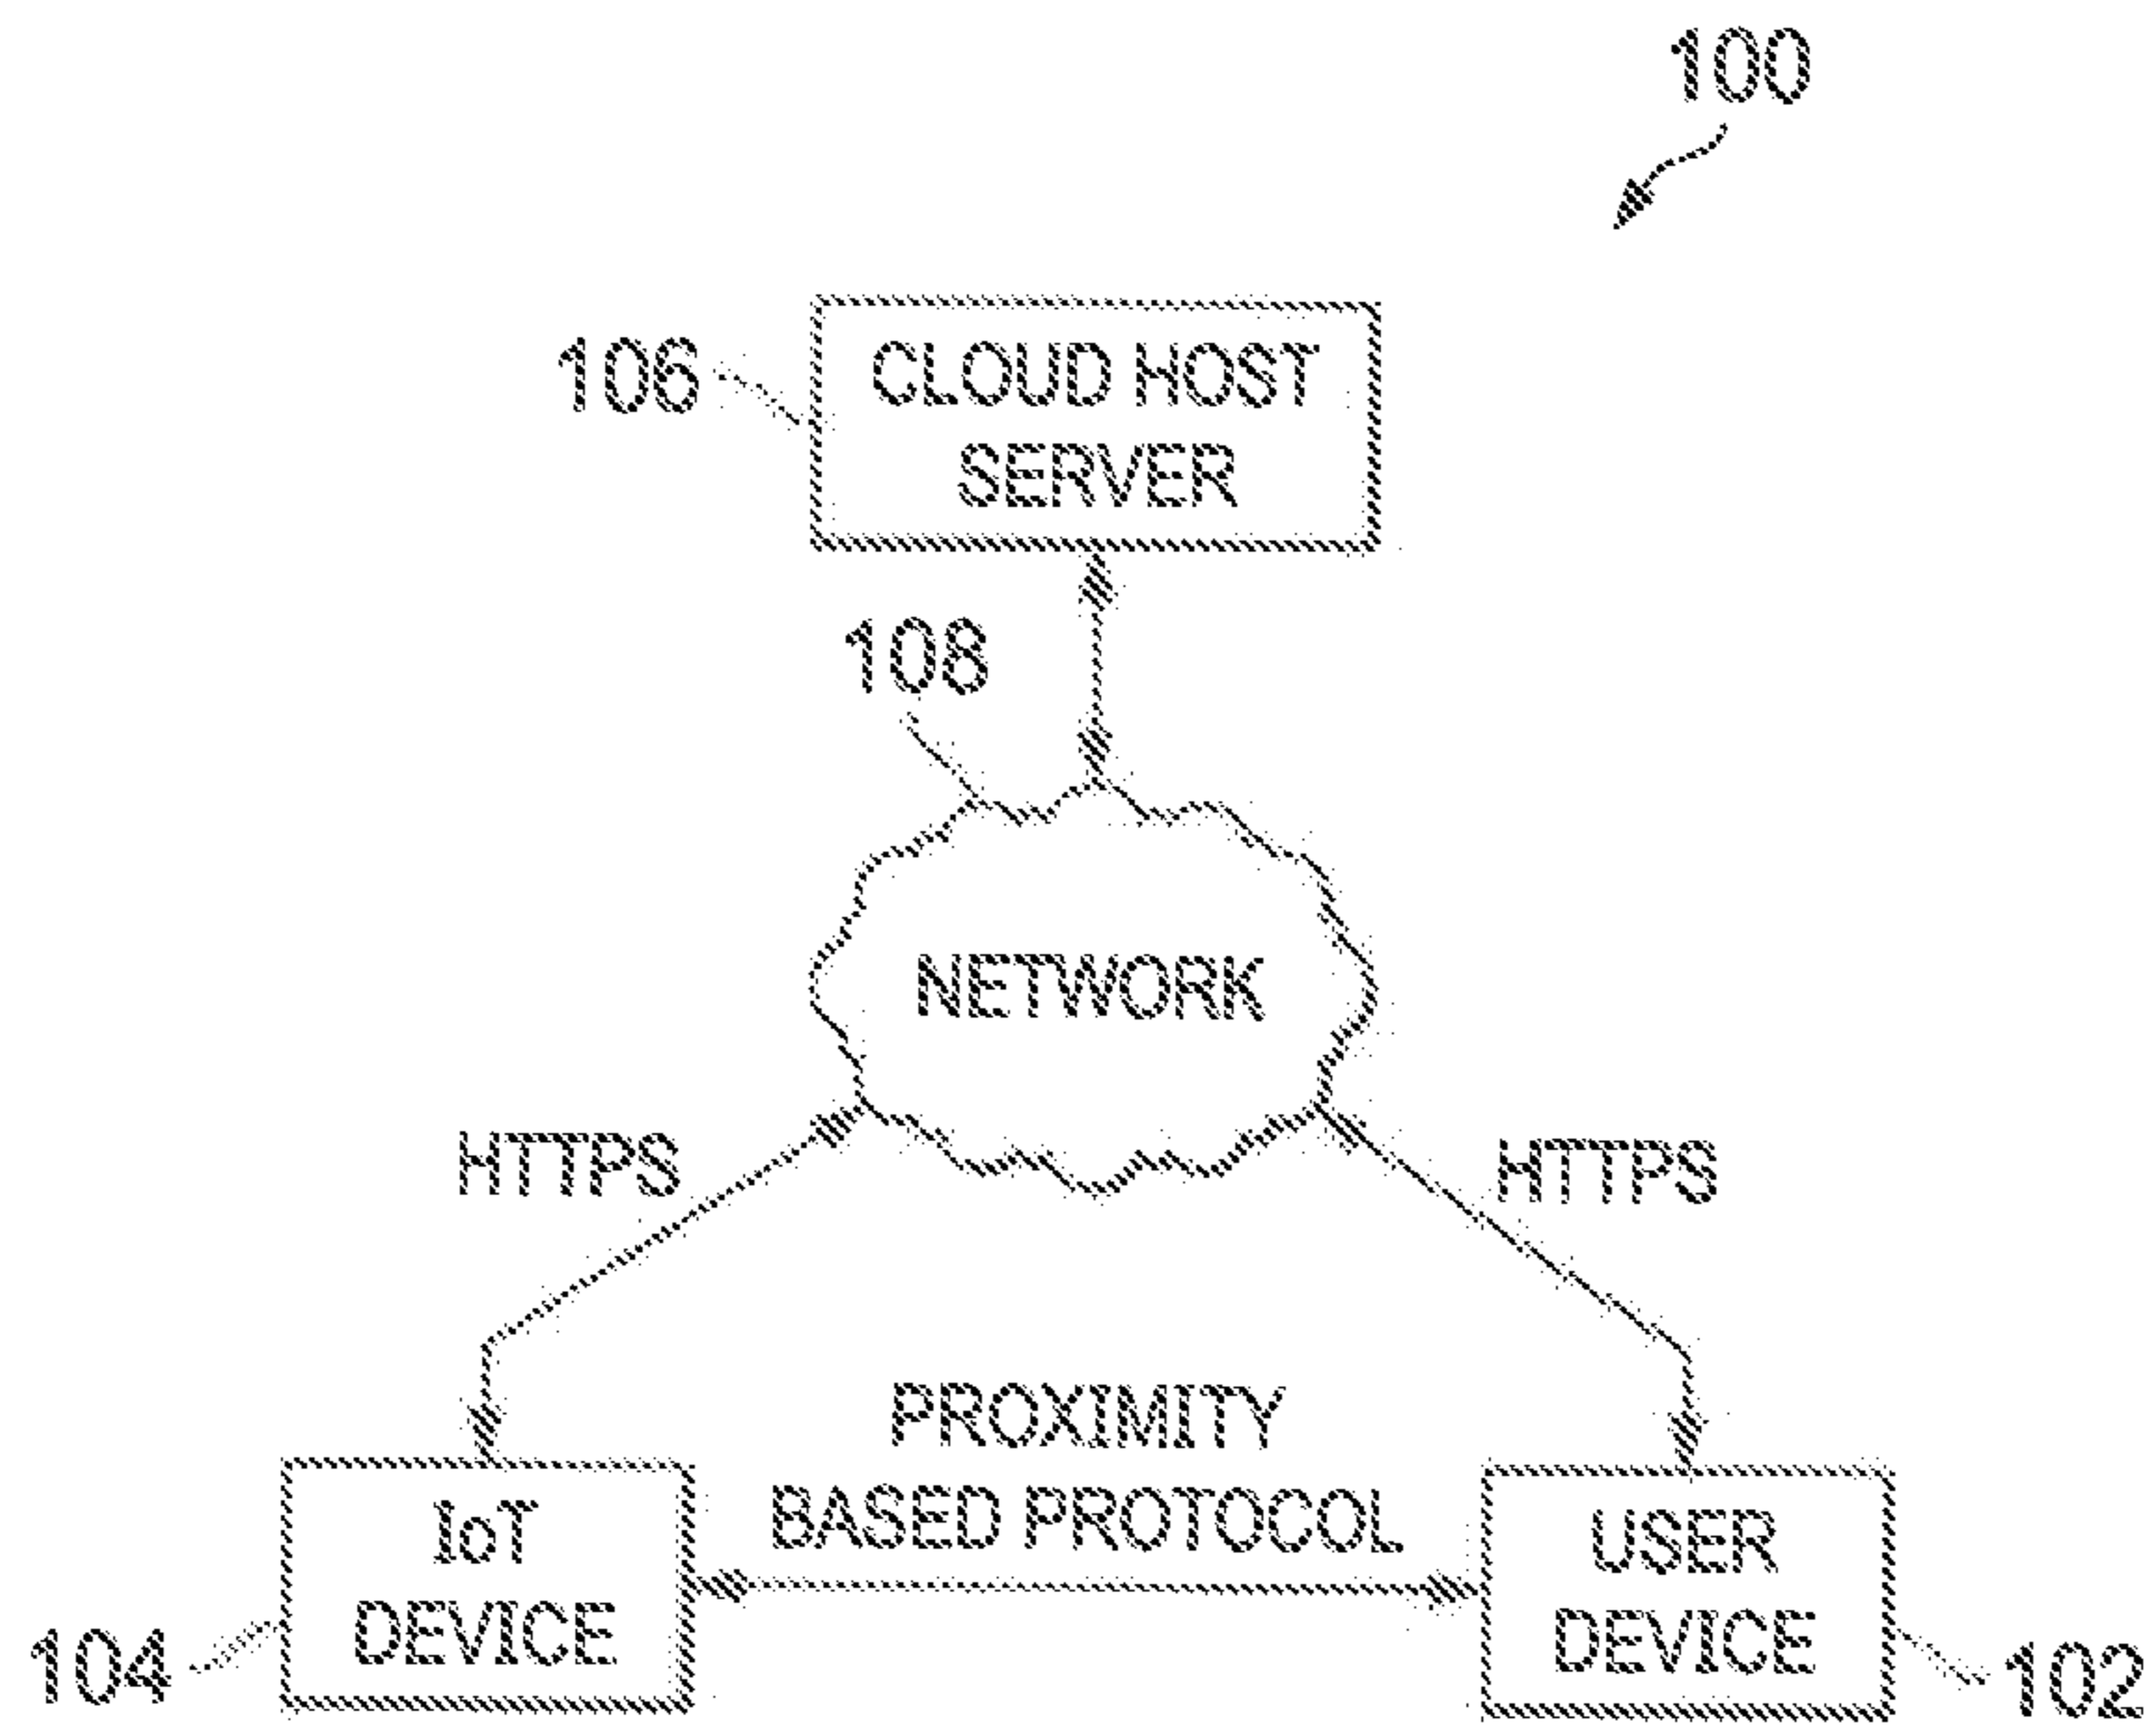 100
106
CLOUD HOST
SERVER
108
NETWORK
HTTPS
HTTPS
PROXIMITY
BASED PROTOCOL
IoT
DEVICE
USER
DEVICE
104
102